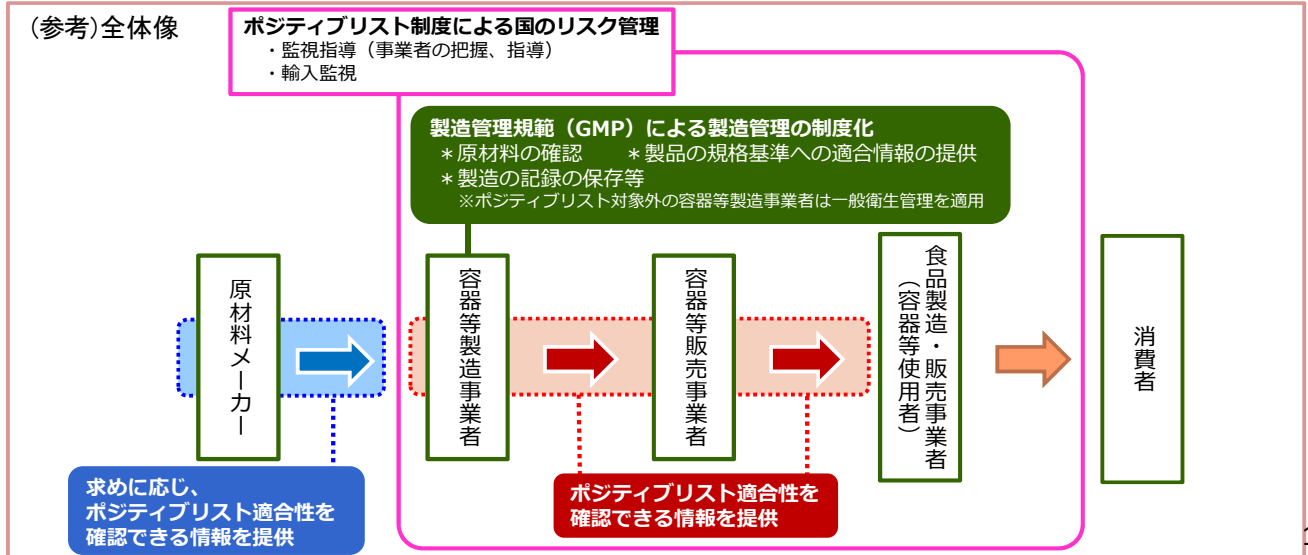 (参考)全体像
ポジティブリスト制度による国のリスク管理
・監視指導（事業者の把握、指導）
・輸入監視
製造管理規範（GMP）による製造管理の制度化
＊原材料の確認　＊製品の規格基準への適合情報の提供
＊製造の記録の保存等
※ポジティブリスト対象外の容器等製造事業者は一般衛生管理を適用
原材料メーカー
容器等製造事業者
容器等販売事業者
食品製造・販売事業者
（容器等使用者）
消費者
求めに応じ、
ポジティブリスト適合性を
確認できる情報を提供
ポジティブリスト適合性を
確認できる情報を提供